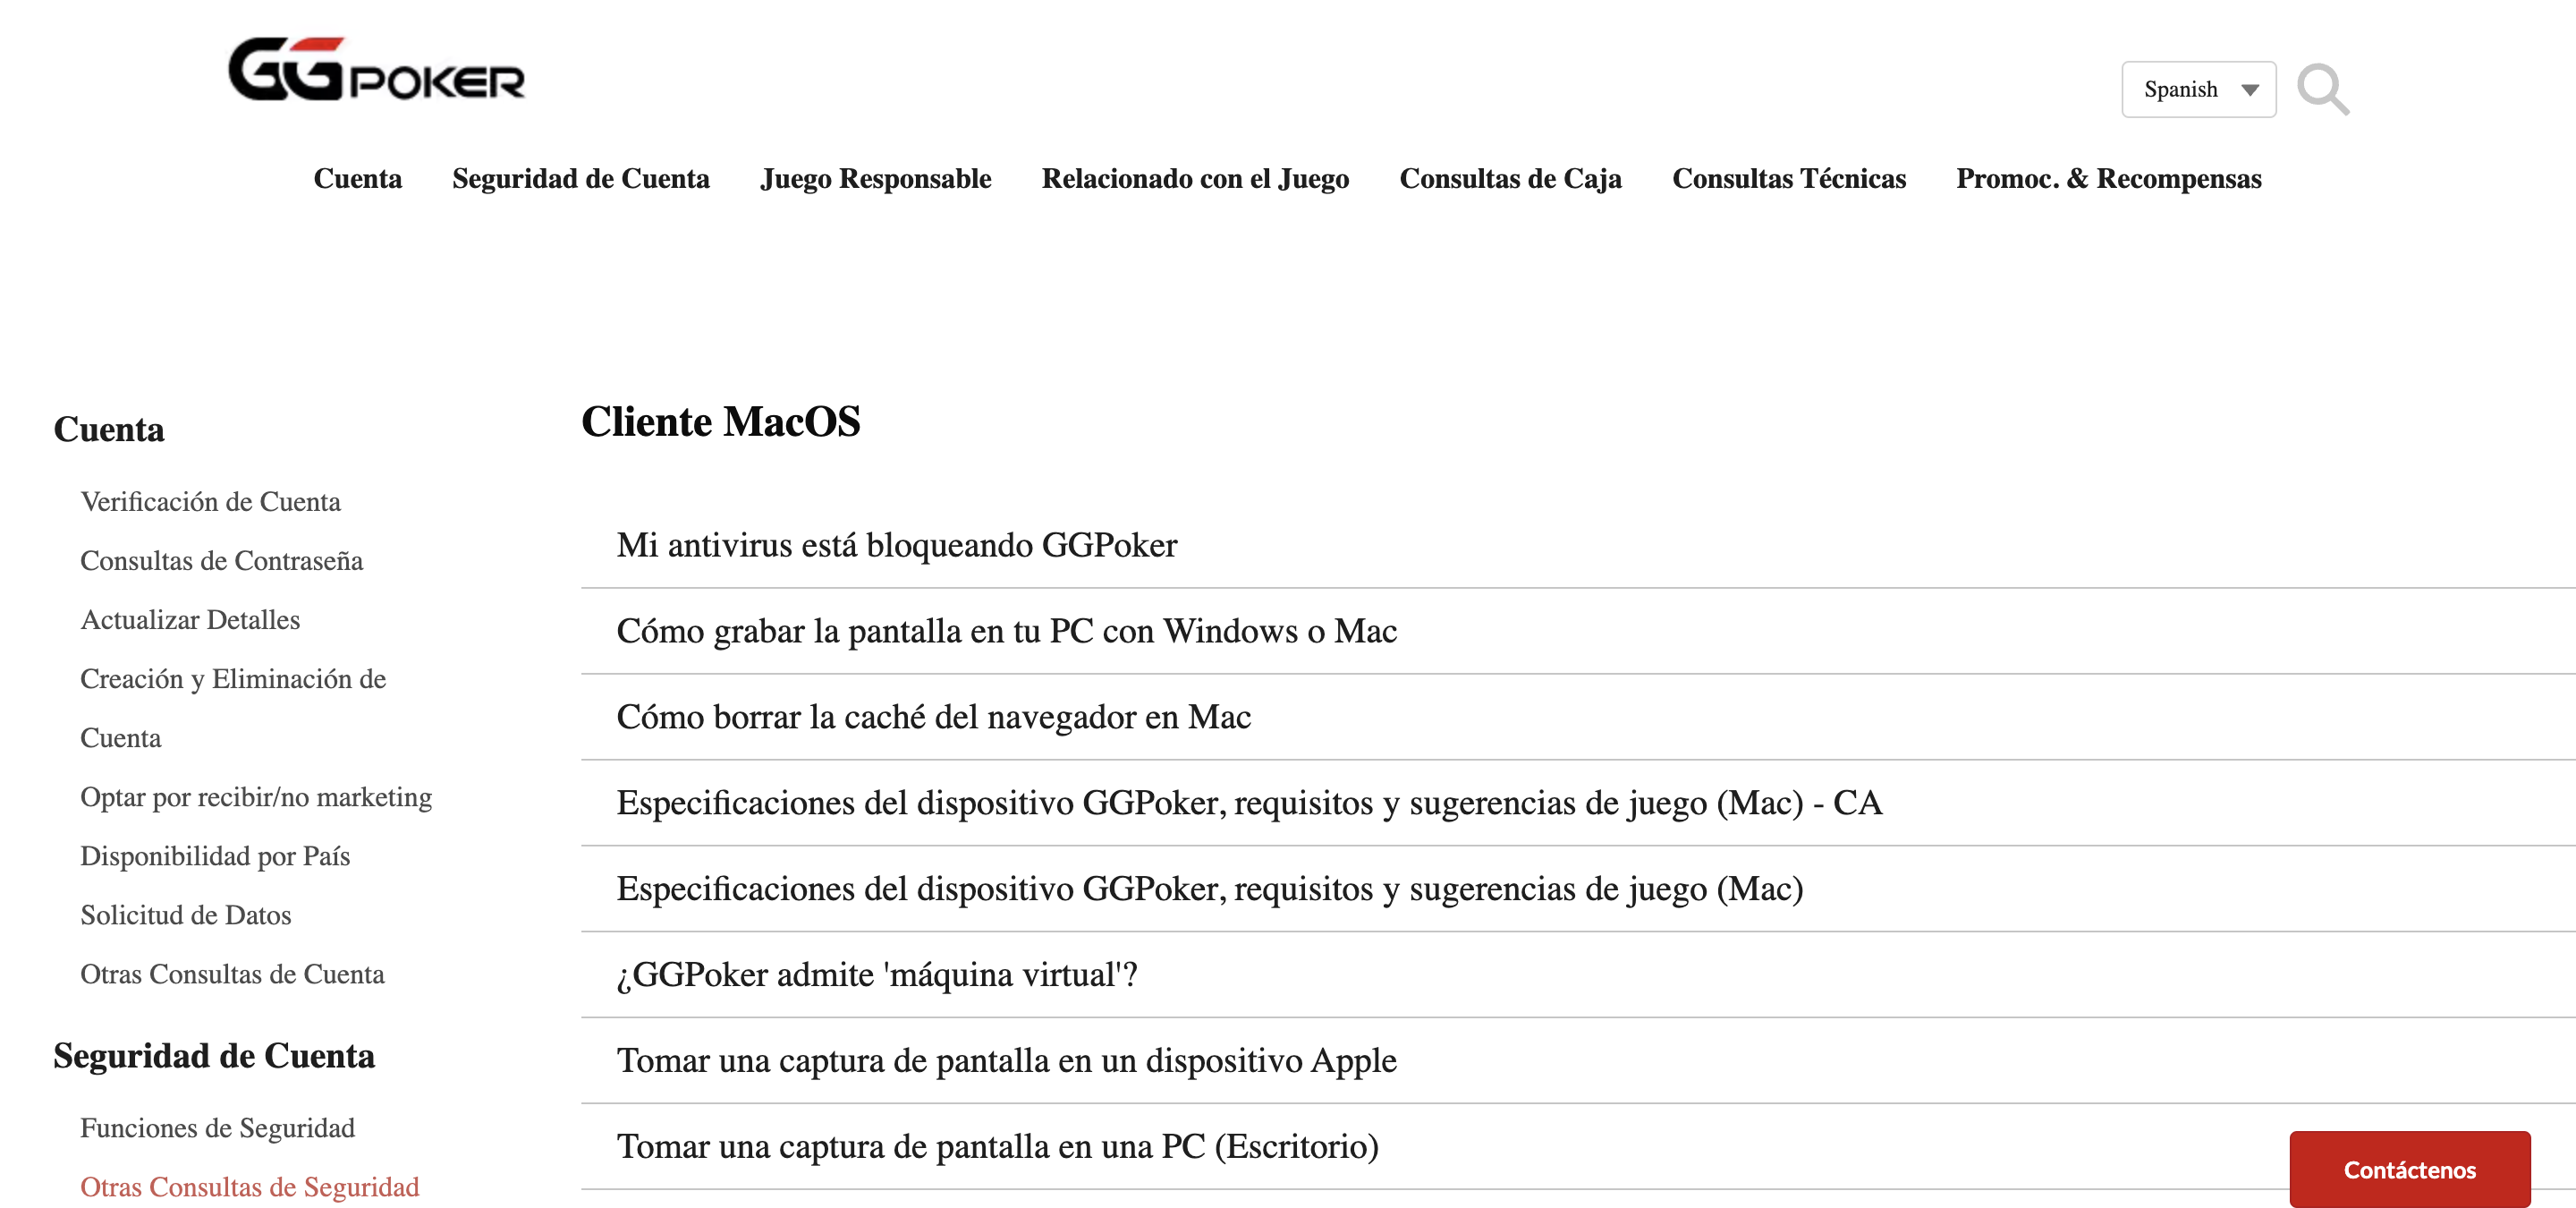 GGPOKER
Spanish
Cuenta
Seguridad de Cuenta
Juego Responsable
Relacionado con el Juego
Consultas de Caja
Consultas Técnicas
Promoc. & Recompensas
Cuenta
Verificación de Cuenta
Consultas de Contraseña
Actualizar Detalles
Creación y Eliminación de
Cuenta
Optar por recibir/no marketing
Disponibilidad por País
Solicitud de Datos
Otras Consultas de Cuenta
Seguridad de Cuenta
Funciones de Seguridad
Otras Consultas de Seguridad
Cliente MacOS
Mi antivirus está bloqueando GGPoker
Cómo grabar la pantalla en tu PC con Windows o Mac
Cómo borrar la caché del navegador en Mac
Especificaciones del dispositivo GGPoker, requisitos y sugerencias de juego (Mac) - CA
Especificaciones del dispositivo GGPoker, requisitos y sugerencias de juego (Mac)
¿GGPoker admite 'máquina virtual'?
Tomar una captura de pantalla en un dispositivo Apple
Tomar una captura de pantalla en una PC (Escritorio)
Contáctenos